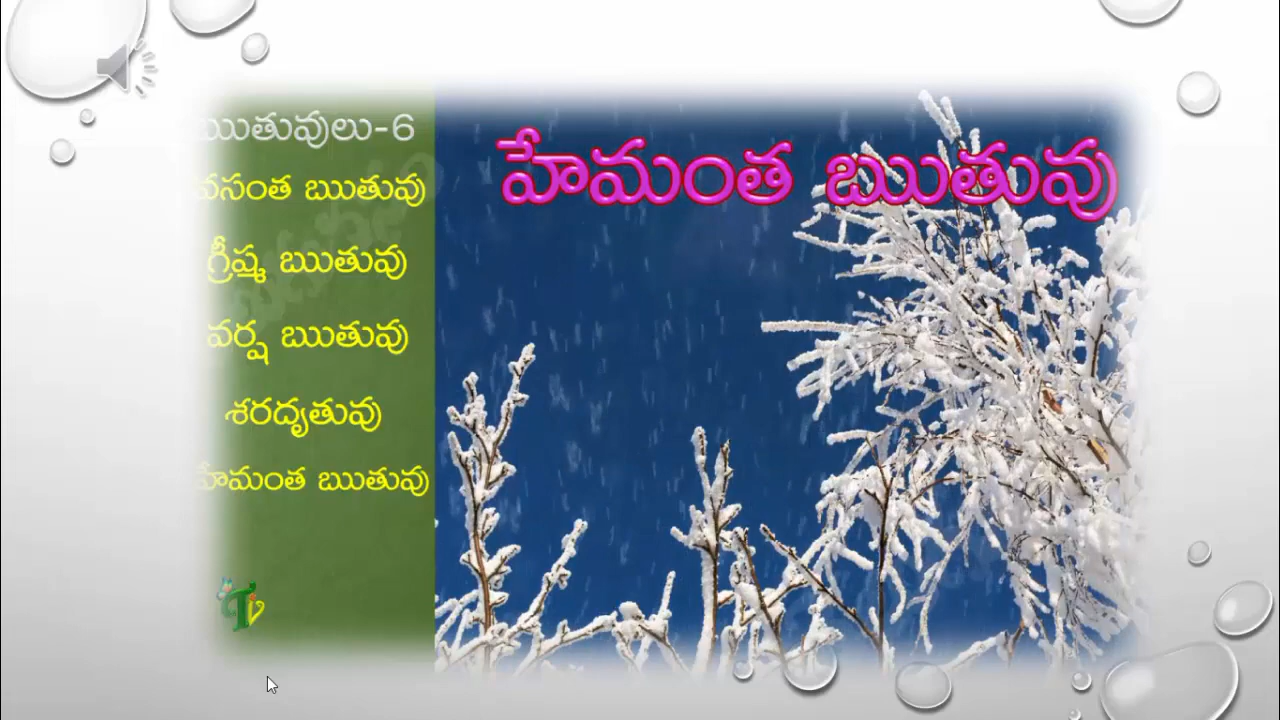 ఋతువులు-6
వసంత ఋతువు
గ్రీష్మ ఋతువు
వర్ష ఋతువు
శరదృతువు
హేమంత ఋతువు
హేమంత ఋతువు